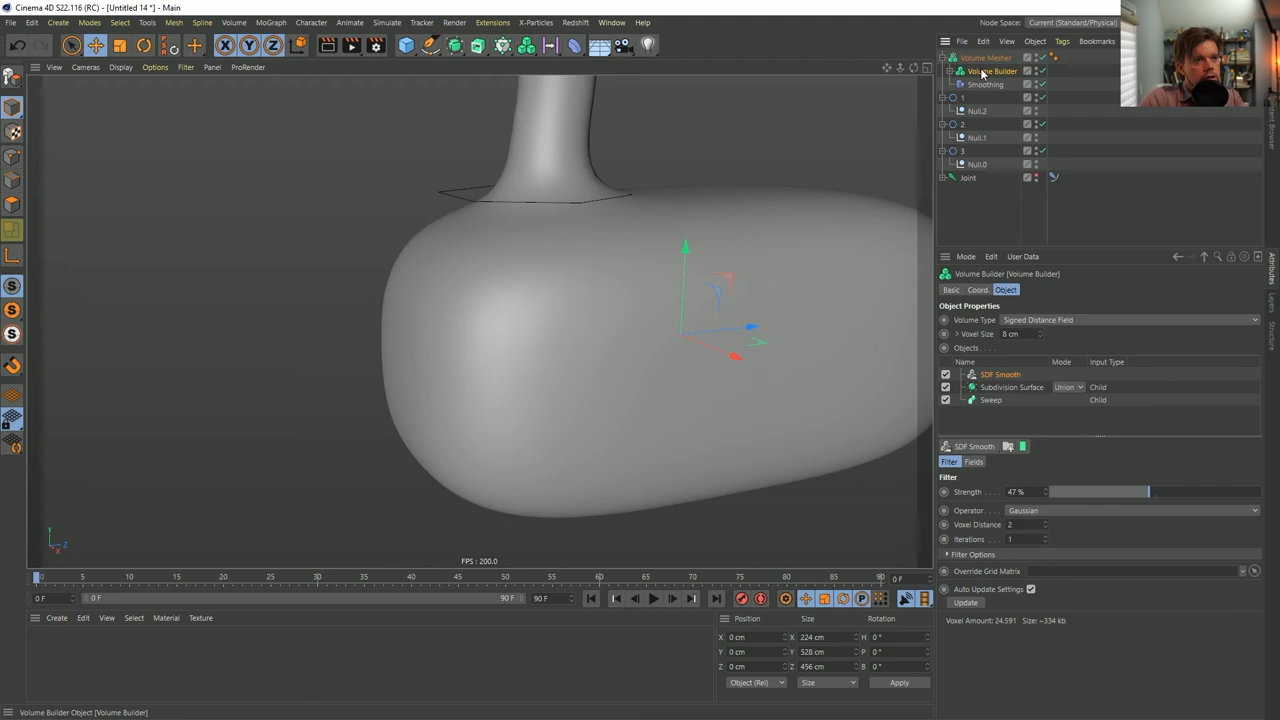 Cinema 4D S22.116 (RC) - [Untitled 14 *] - Main
File Edit Create Modes Select Tools Mesh Spline Volume MoGraph Character Animate Simulate Tracker Render Extensions X-Particles Redshift Window Help
Node Space: Current (Standard/Physical)
View Cameras Display Options Filter Panel ProRender
File Edit View Object Tags Bookmarks
Volume Mesher
Volume Builder
Smoothing
1
Null.2
2
Null.1
3
Null.0
Joint
Content Browser
Mode Edit User Data
Attributes
Layers
Structure
Volume Builder [Volume Builder]
Basic Coord. Object
Object Properties
Volume Type Signed Distance Field
Voxel Size 8 cm
Objects . . . .
Name Mode Input Type
SDF Smooth
Subdivision Surface Union Child
Sweep Child
SDF Smooth
Filter Fields
Filter
Strength . . . . 47 %
Operator. . . . Gaussian
Voxel Distance 2
Iterations . . . 1
Filter Options
Override Grid Matrix
Auto Update Settings
Update
Voxel Amount: 24.591 Size: ~334 kb
Y
Z
X
FPS : 200.0
0 5 10 15 20 25 30 35 40 45 50 55 60 65 70 75 80 85 90 0 F
0 F 0 F 90 F 90 F
Create Edit View Select Material Texture
Position Size Rotation
X 0 cm X 224 cm H 0 °
Y 0 cm Y 528 cm P 0 °
Z 0 cm Z 456 cm B 0 °
Object (Rel) Size Apply
Volume Builder Object [Volume Builder]